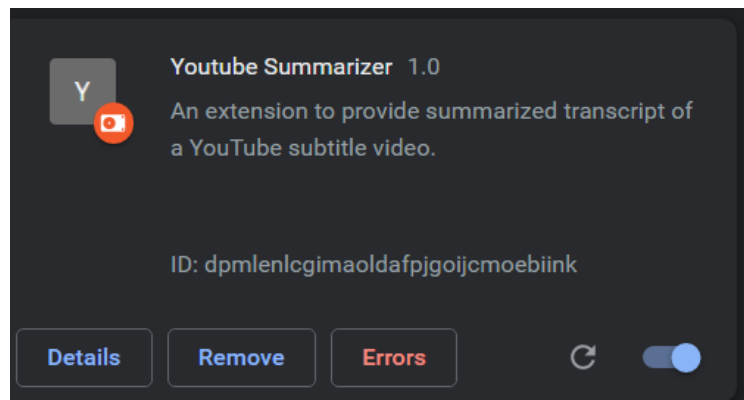 Y
Youtube Summarizer 1.0
An extension to provide summarized transcript of
a YouTube subtitle video.
ID: dpmlenlcgimaoldafpjgoijcmoebiink
Details
Remove
Errors